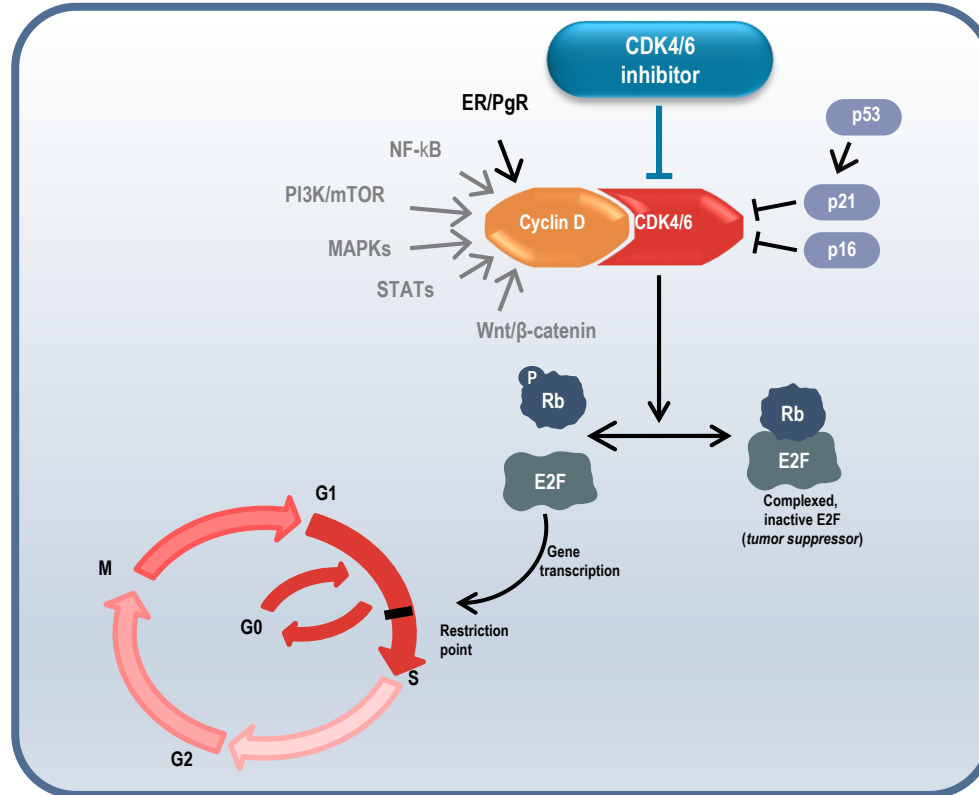 CDK4/6
inhibitor
ER/PgR
p53
NF-kB
PI3K/mTOR
p21
Cyclin D
CDK4/6
MAPKs
p16
STATs
Wnt/β-catenin
P
Rb
Rb
E2F
E2F
Complexed,
inactive E2F
(tumor suppressor)
G1
Gene
transcription
M
G0
Restriction
point
S
G2